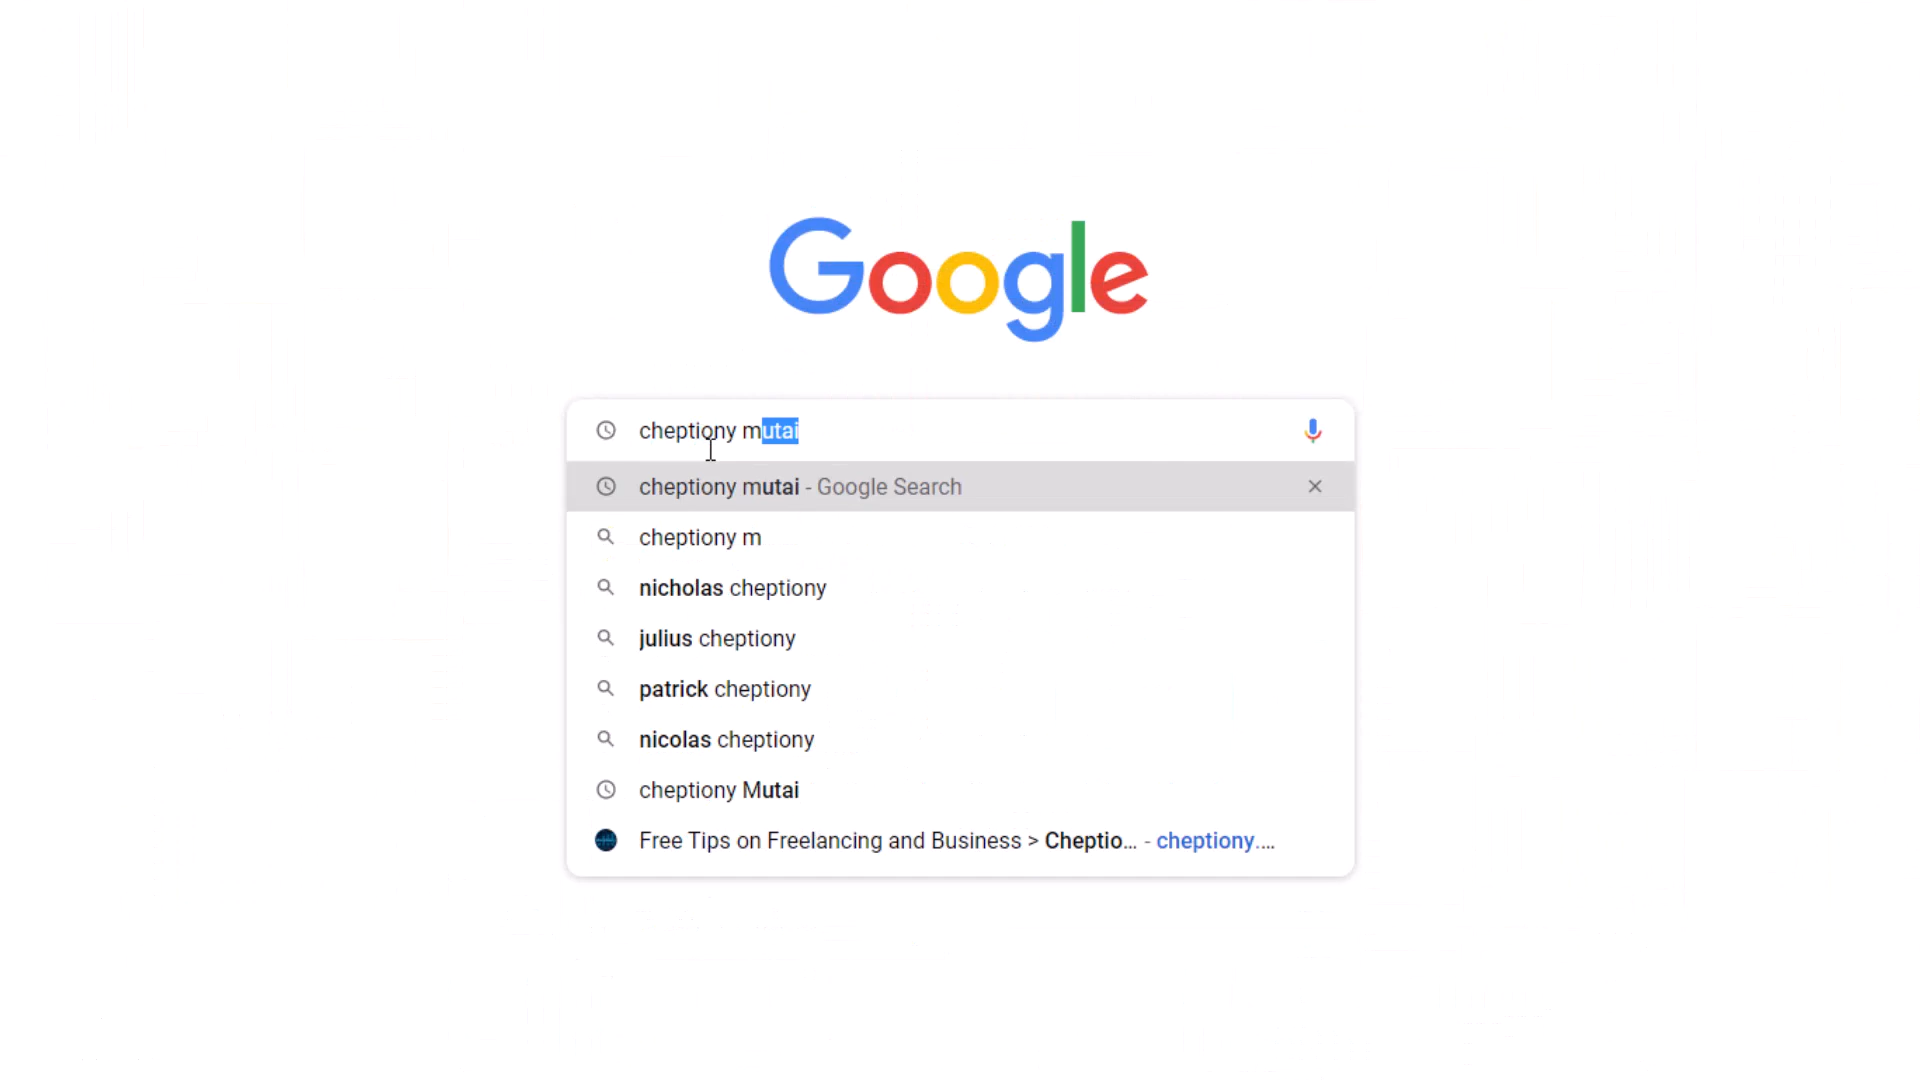 Google
cheptiony mutai
cheptiony mutai - Google Search
cheptiony m
nicholas cheptiony
julius cheptiony
patrick cheptiony
nicolas cheptiony
cheptiony Mutai
Free Tips on Freelancing and Business > Cheptio... - cheptiony....